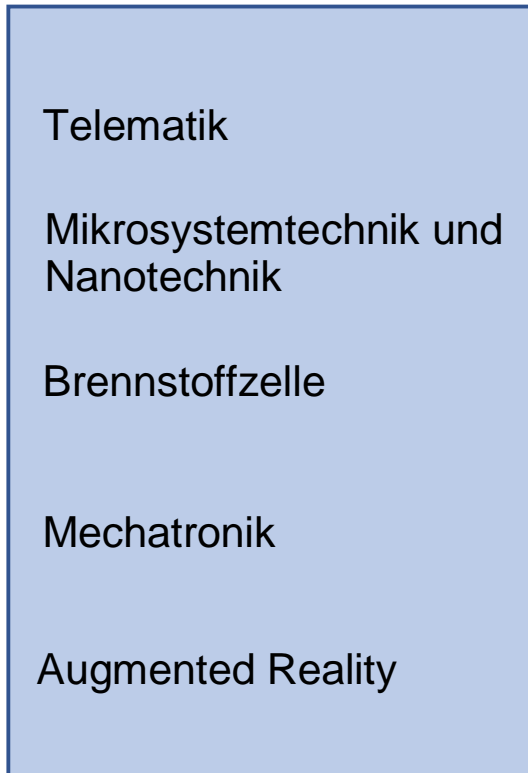 Telematik
Mikrosystemtechnik und
Nanotechnik
Brennstoffzelle
Mechatronik
Augmented Reality